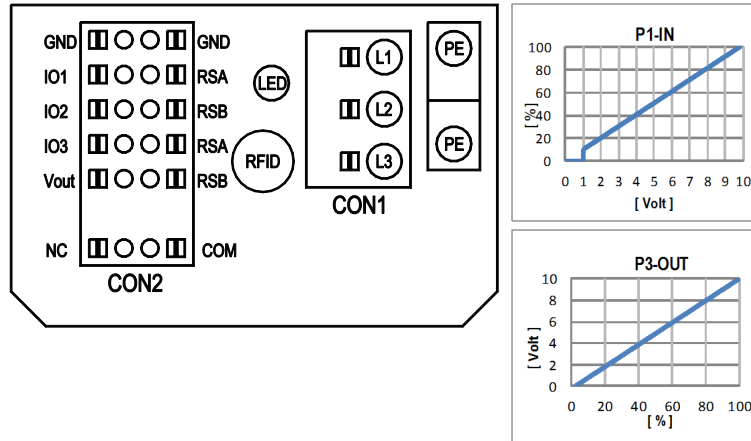 GND GND
IO1 RSA
IO2 RSB
IO3 RSA
Vout RSB
NC COM
CON2
LED
RFID
L1
L2
L3
CON1
PE
PE
P1-IN
[ % ]
100
80
60
40
20
0
0 1 2 3 4 5 6 7 8 9 10
[ Volt ]
P3-OUT
[ Volt ]
10
8
6
4
2
0
0 20 40 60 80 100
[ % ]